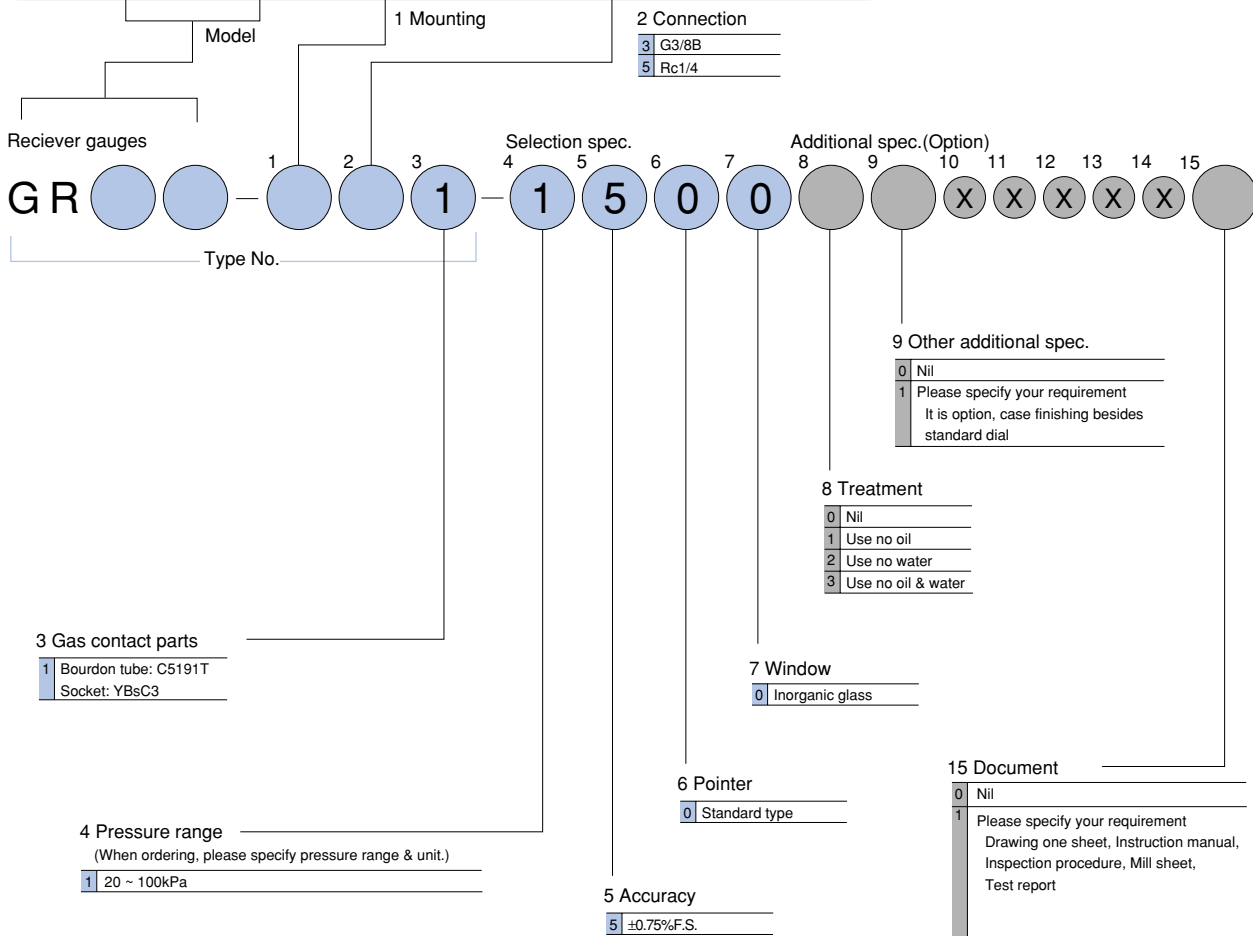 Model
1 Mounting
2 Connection
3 G3/8B
5 Rc1/4
Reciever gauges
Selection spec.
Additional spec.(Option)
1 2 3 4 5 6 7 8 9 10 11 12 13 14 15
GR — 1 — 1 5 0 0 X X X X X
Type No.
9 Other additional spec.
0 Nil
1 Please specify your requirement
It is option, case finishing besides
standard dial
8 Treatment
0 Nil
1 Use no oil
2 Use no water
3 Use no oil & water
3 Gas contact parts
1 Bourdon tube: C5191T
Socket: YBsC3
7 Window
0 Inorganic glass
6 Pointer
0 Standard type
15 Document
0 Nil
1 Please specify your requirement
Drawing one sheet, Instruction manual,
Inspection procedure, Mill sheet,
Test report
4 Pressure range
(When ordering, please specify pressure range & unit.)
1 20 ~ 100kPa
5 Accuracy
5 ±0.75%F.S.